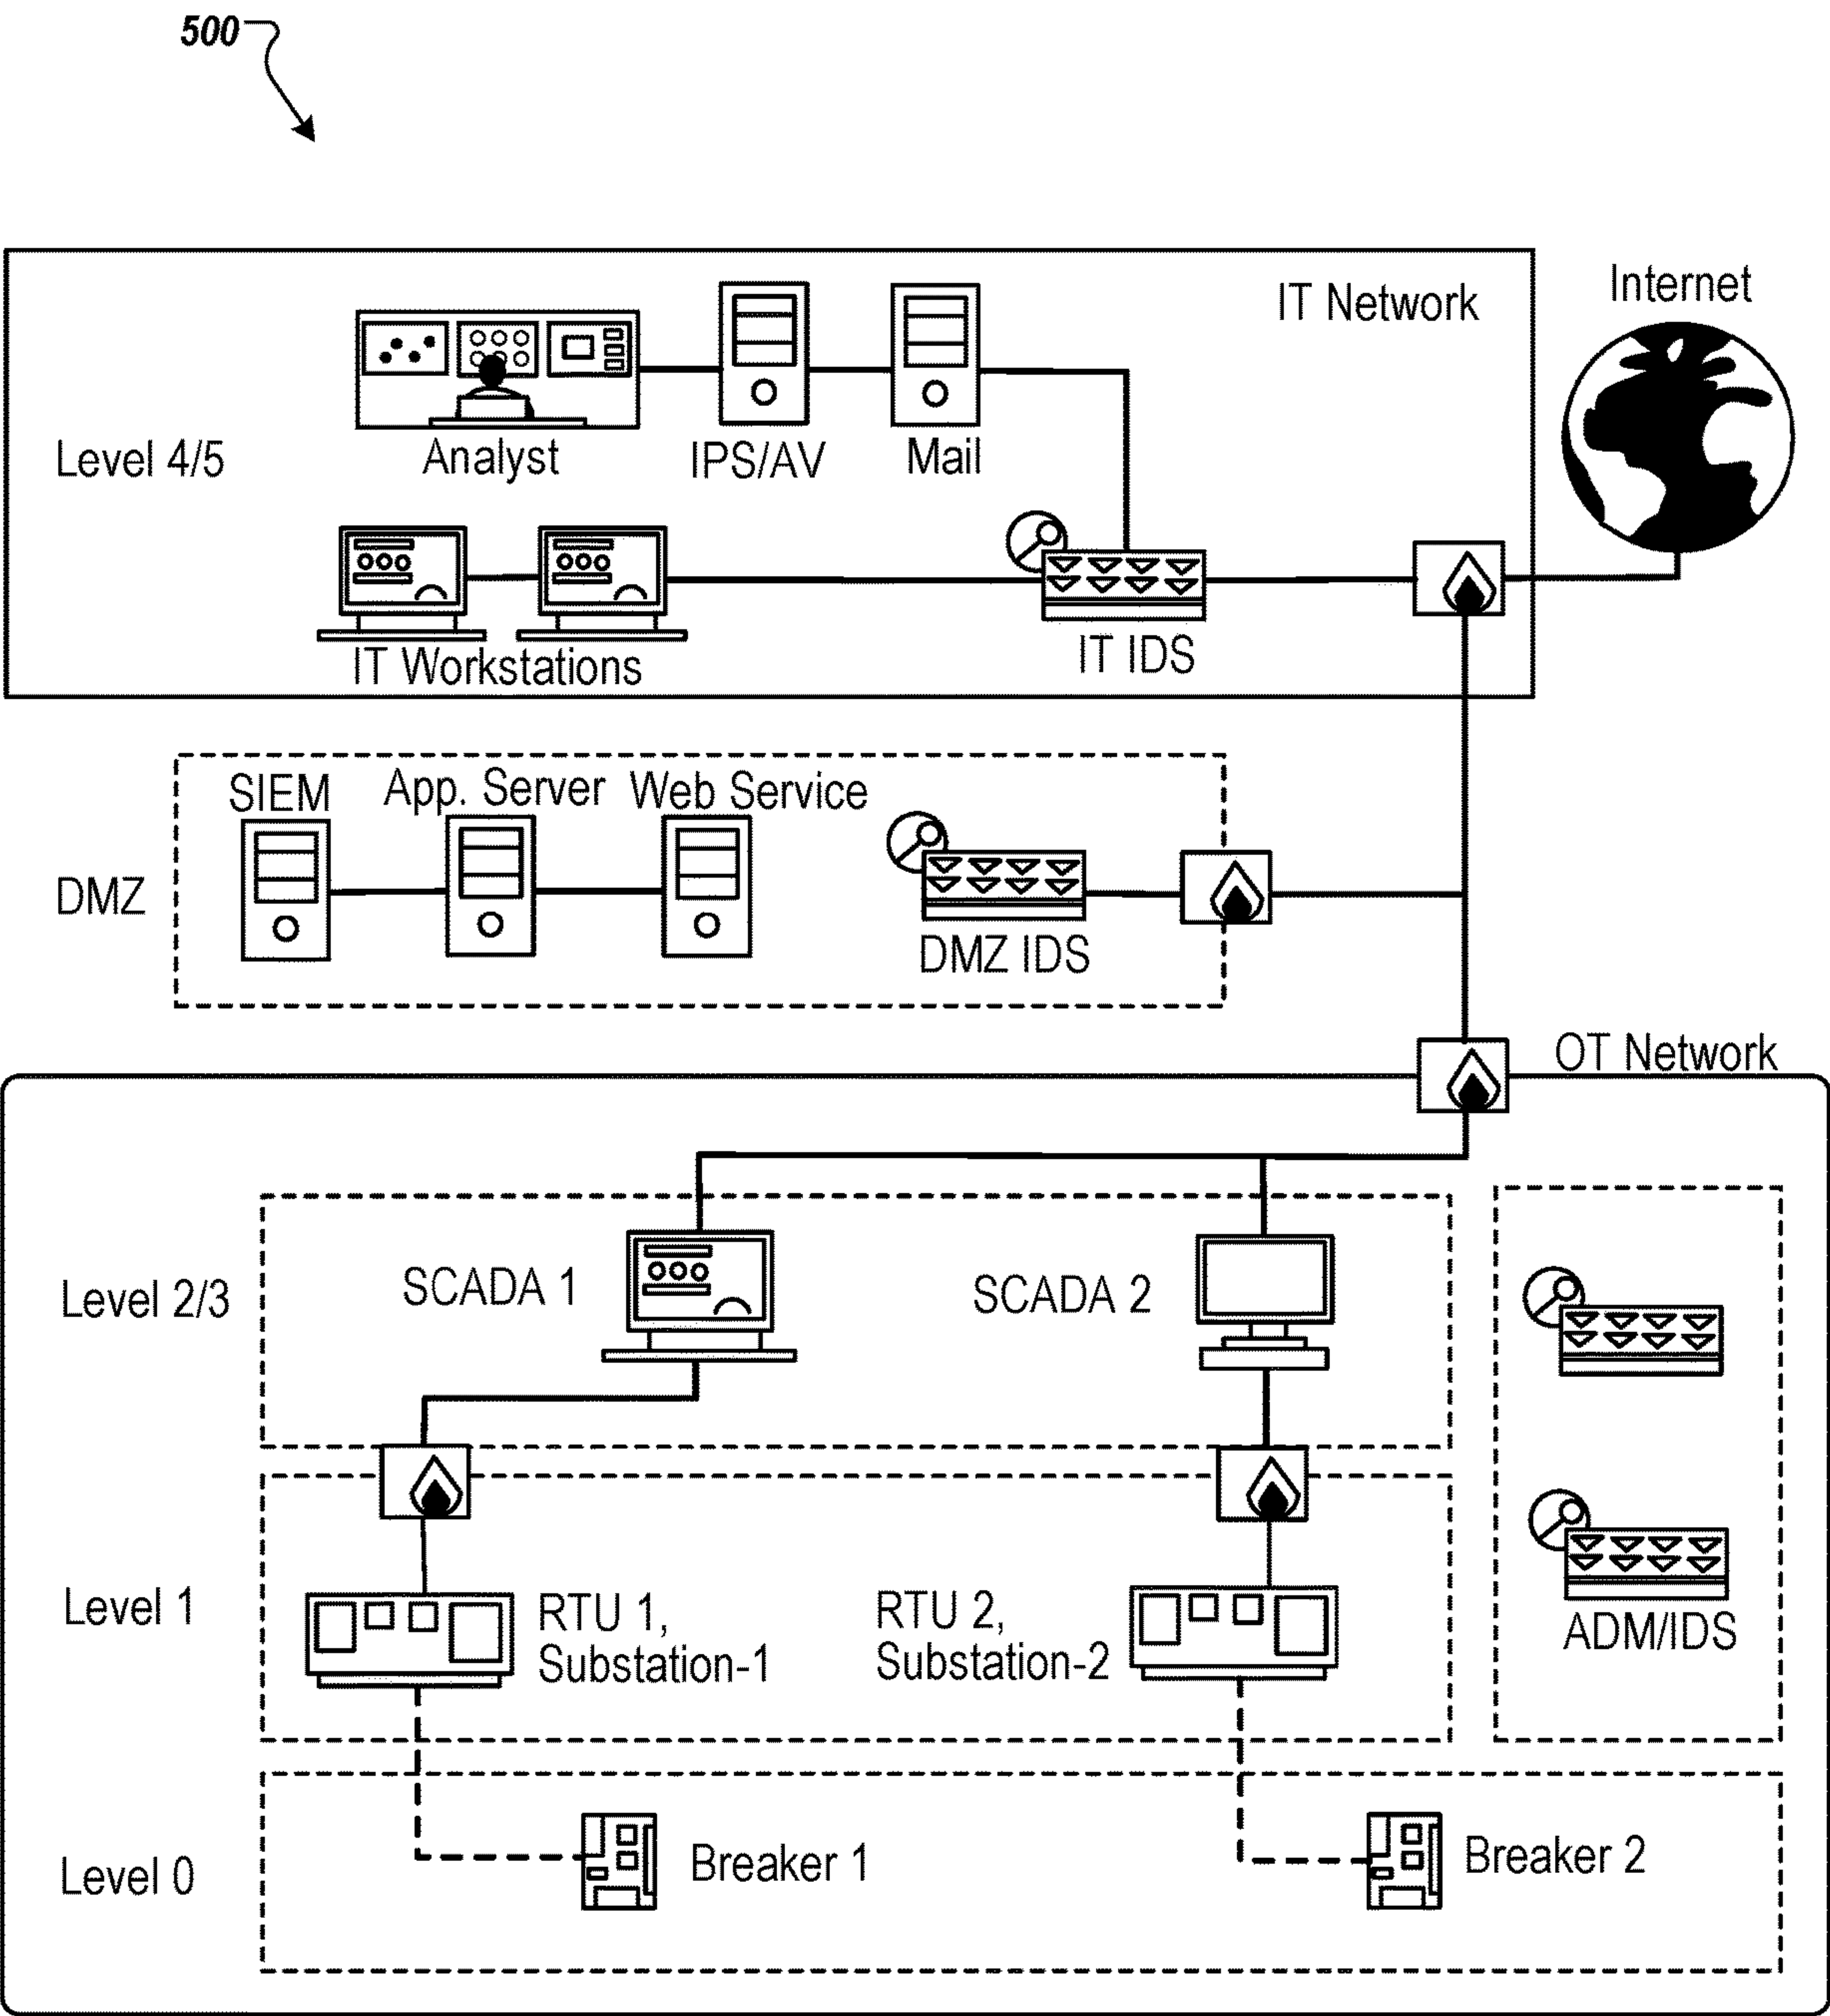 500
IT Network
Internet
Level 4/5
Analyst
IPS/AV
Mail
IT Workstations
IT IDS
SIEM
App. Server
Web Service
DMZ
DMZ IDS
OT Network
Level 2/3
SCADA 1
SCADA 2
Level 1
RTU 1,
Substation-1
RTU 2,
Substation-2
ADM/IDS
Level 0
Breaker 1
Breaker 2